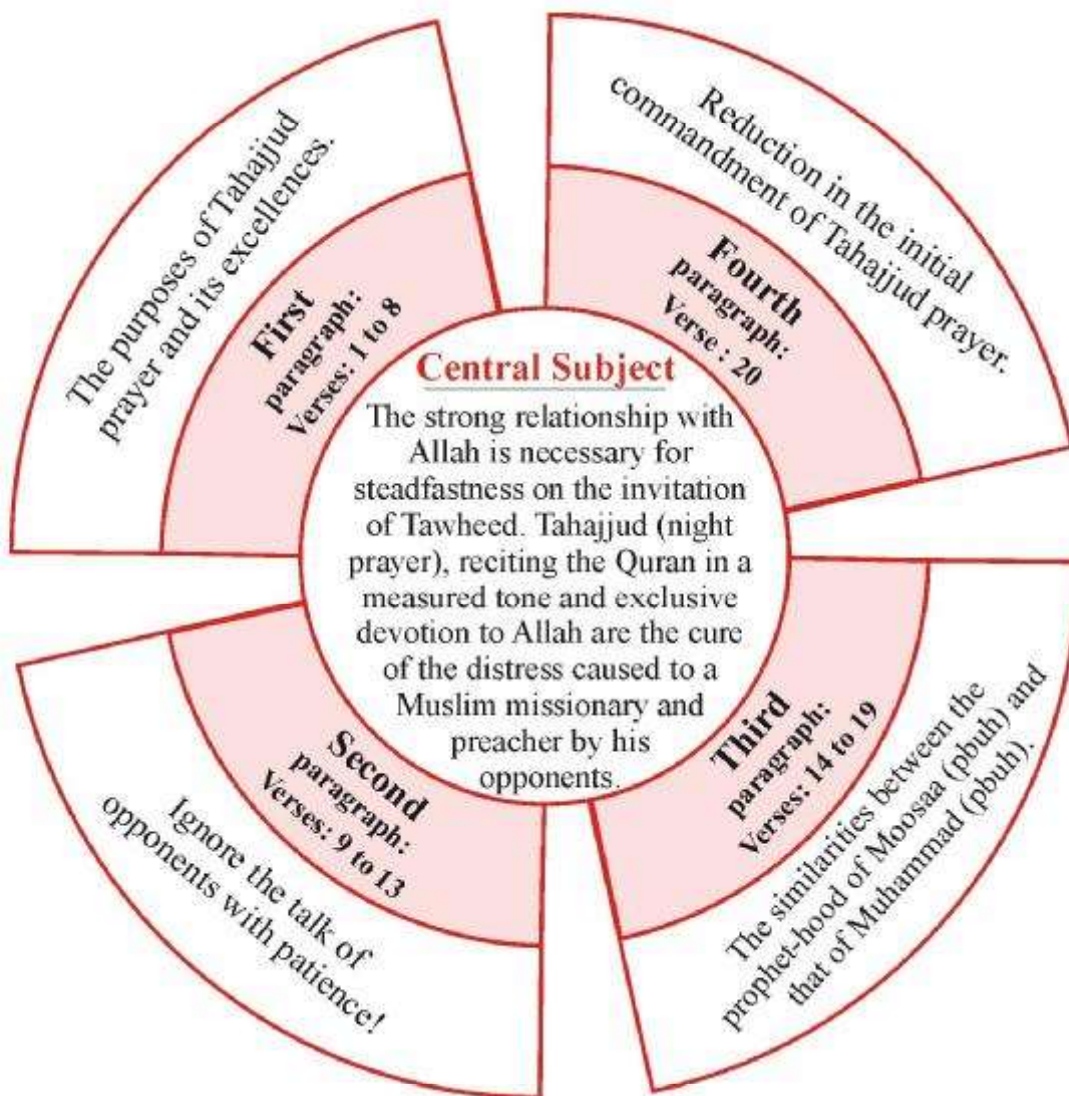 Central Subject
The strong relationship with
Allah is necessary for
steadfastness on the invitation
of Tawheed. Tahajjud (night
prayer), reciting the Quran in a
measured tone and exclusive
devotion to Allah are the cure
of the distress caused to a
Muslim missionary and
preacher by his
opponents.
First
paragraph:
Verses: 1 to 8
The purposes of Tahajjud
prayer and its excellences.
Second
paragraph:
Verses: 9 to 13
Ignore the talk of
opponents with patience!
Third
paragraph:
Verses: 14 to 19
The similarities between the
prophet-hood of Moosaa (pbuh) and
that of Muhammad (pbuh).
Fourth
paragraph:
Verse : 20
Reduction in the initial
commandment of Tahajjud prayer.